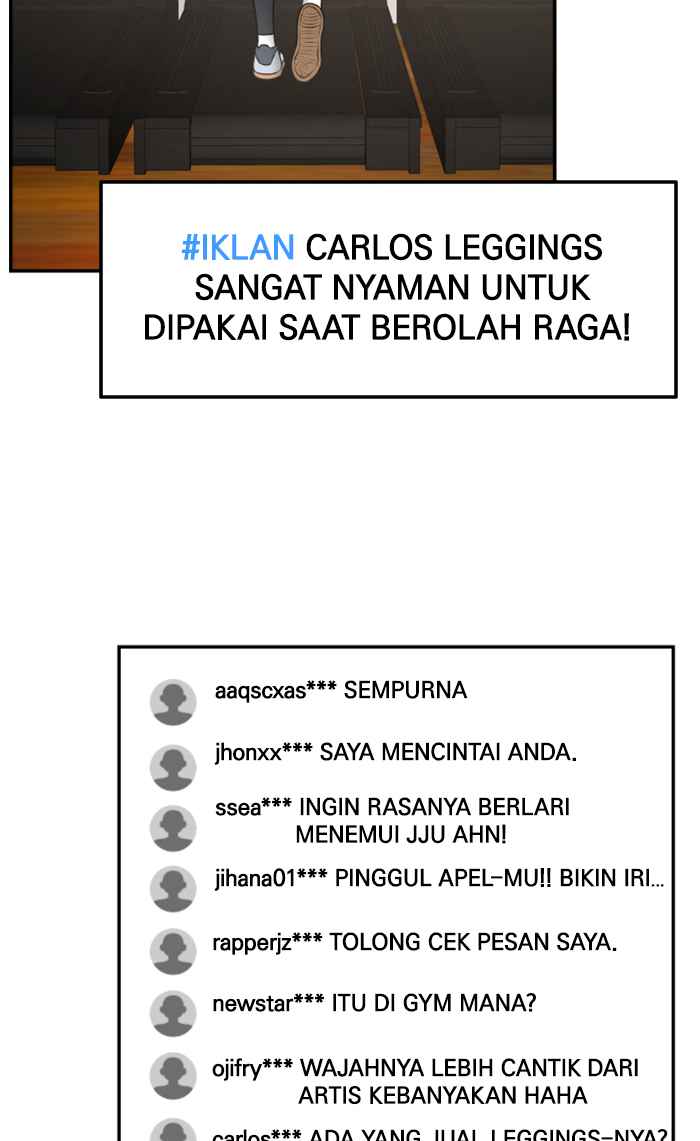 #IKLAN CARLOS LEGGINGS
SANGAT NYAMAN UNTUK
DIPAKAI SAAT BEROLAH RAGA!
aaqscxas*** SEMPURNA
jhonxx*** SAYA MENCINTAI ANDA.
ssea*** INGIN RASANYA BERLARI
MENEMUI JJU AHN!
jihana01*** PINGGUL APEL-MU!! BIKIN IRI...
rapperjz*** TOLONG CEK PESAN SAYA.
newstar*** ITU DI GYM MANA?
ojifry*** WAJAHNYA LEBIH CANTIK DARI
ARTIS KEBANYAKAN HAHA
carlos*** ADA YANG JUAL LEGGINGS-NYA?